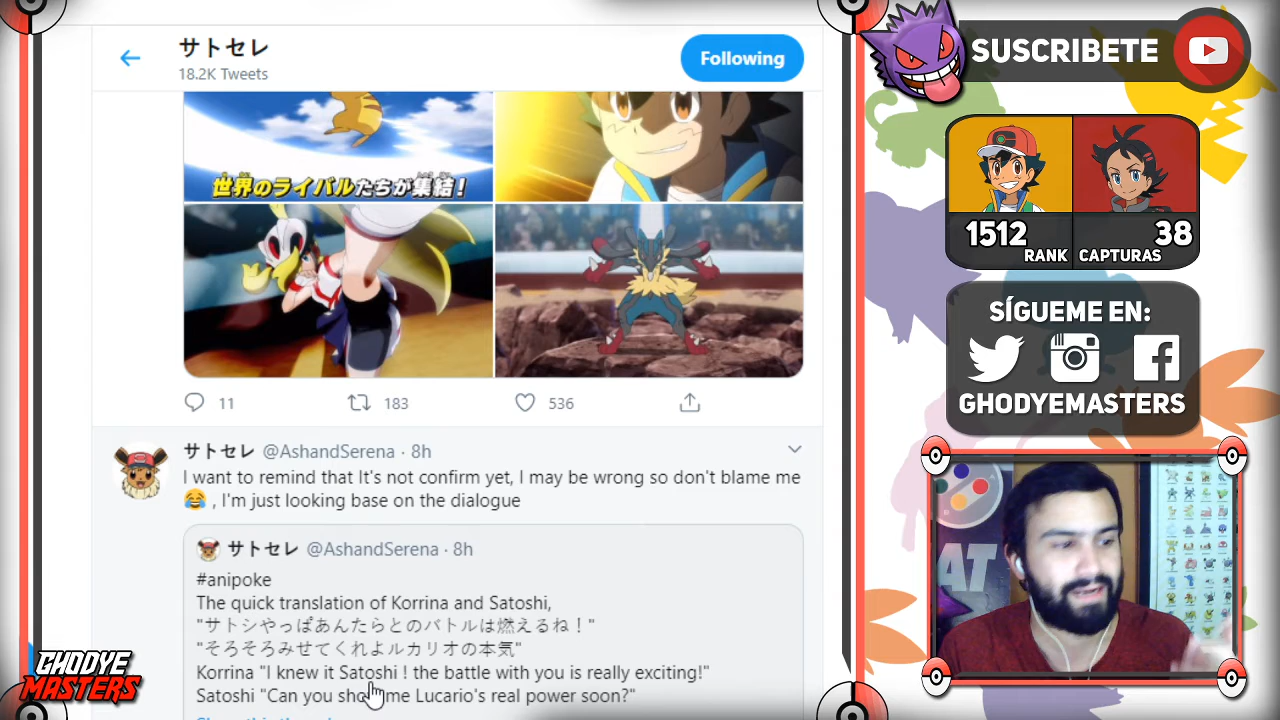 サトセレ
18.2K Tweets
Following
世界のライバルたちが集結！
11
183
536
サトセレ @AshandSerena · 8h
I want to remind that It's not confirm yet, I may be wrong so don't blame me
😂 , I'm just looking base on the dialogue
サトセレ @AshandSerena · 8h
#anipoke
The quick translation of Korrina and Satoshi,
"サトシやっぱあんたらとのバトルは燃えるね！"
"そろそろみせてくれよルカリオの本気"
Korrina "I knew it Satoshi ! the battle with you is really exciting!"
Satoshi "Can you show me Lucario's real power soon?"
GHODYE
MASTERS
SUSCRIBETE
1512
RANK
38
CAPTURAS
SÍGUEME EN:
GHODYEMASTERS